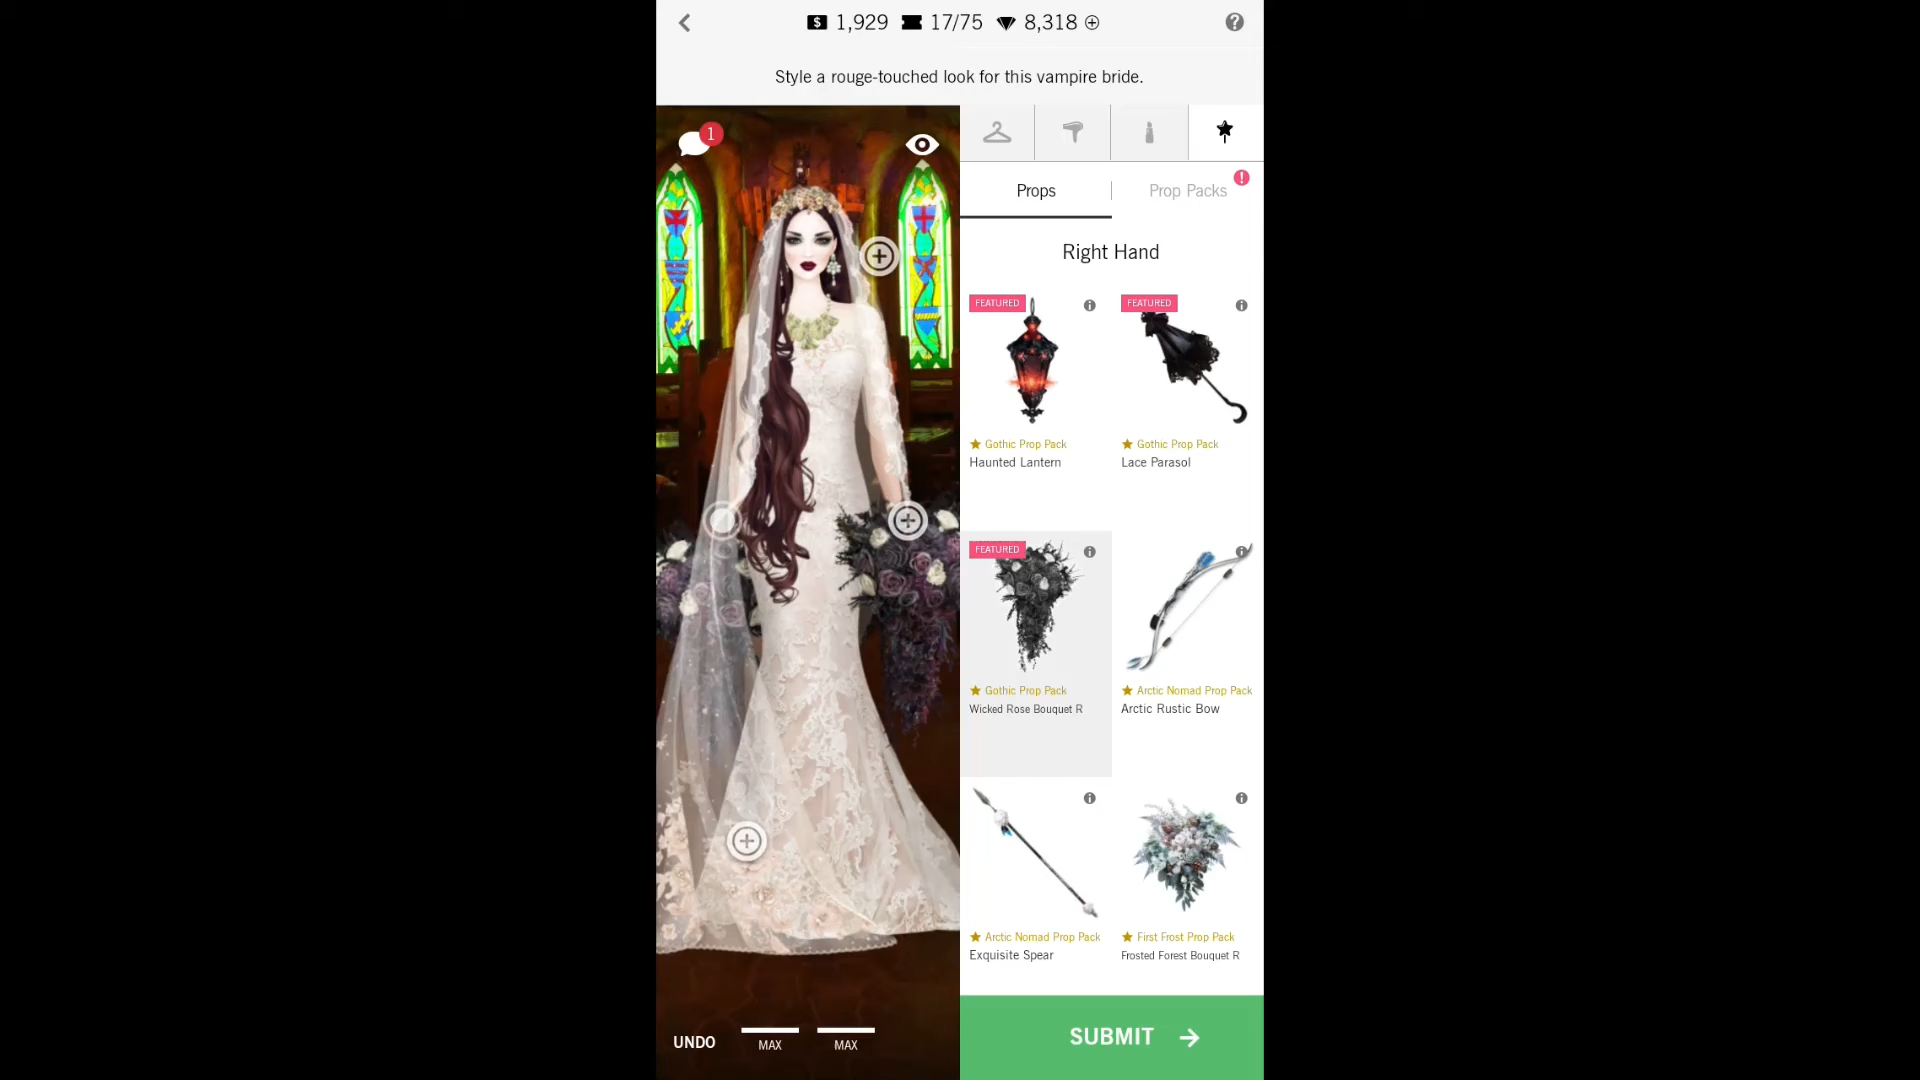 $ 1,929 17/75 8,318
?
Style a rouge-touched look for this vampire bride.
1
Props
Prop Packs
!
Right Hand
FEATURED
Gothic Prop Pack
Haunted Lantern
FEATURED
Gothic Prop Pack
Lace Parasol
FEATURED
Gothic Prop Pack
Wicked Rose Bouquet R
Arctic Nomad Prop Pack
Arctic Rustic Bow
Arctic Nomad Prop Pack
Exquisite Spear
First Frost Prop Pack
Frosted Forest Bouquet R
UNDO
MAX
MAX
SUBMIT